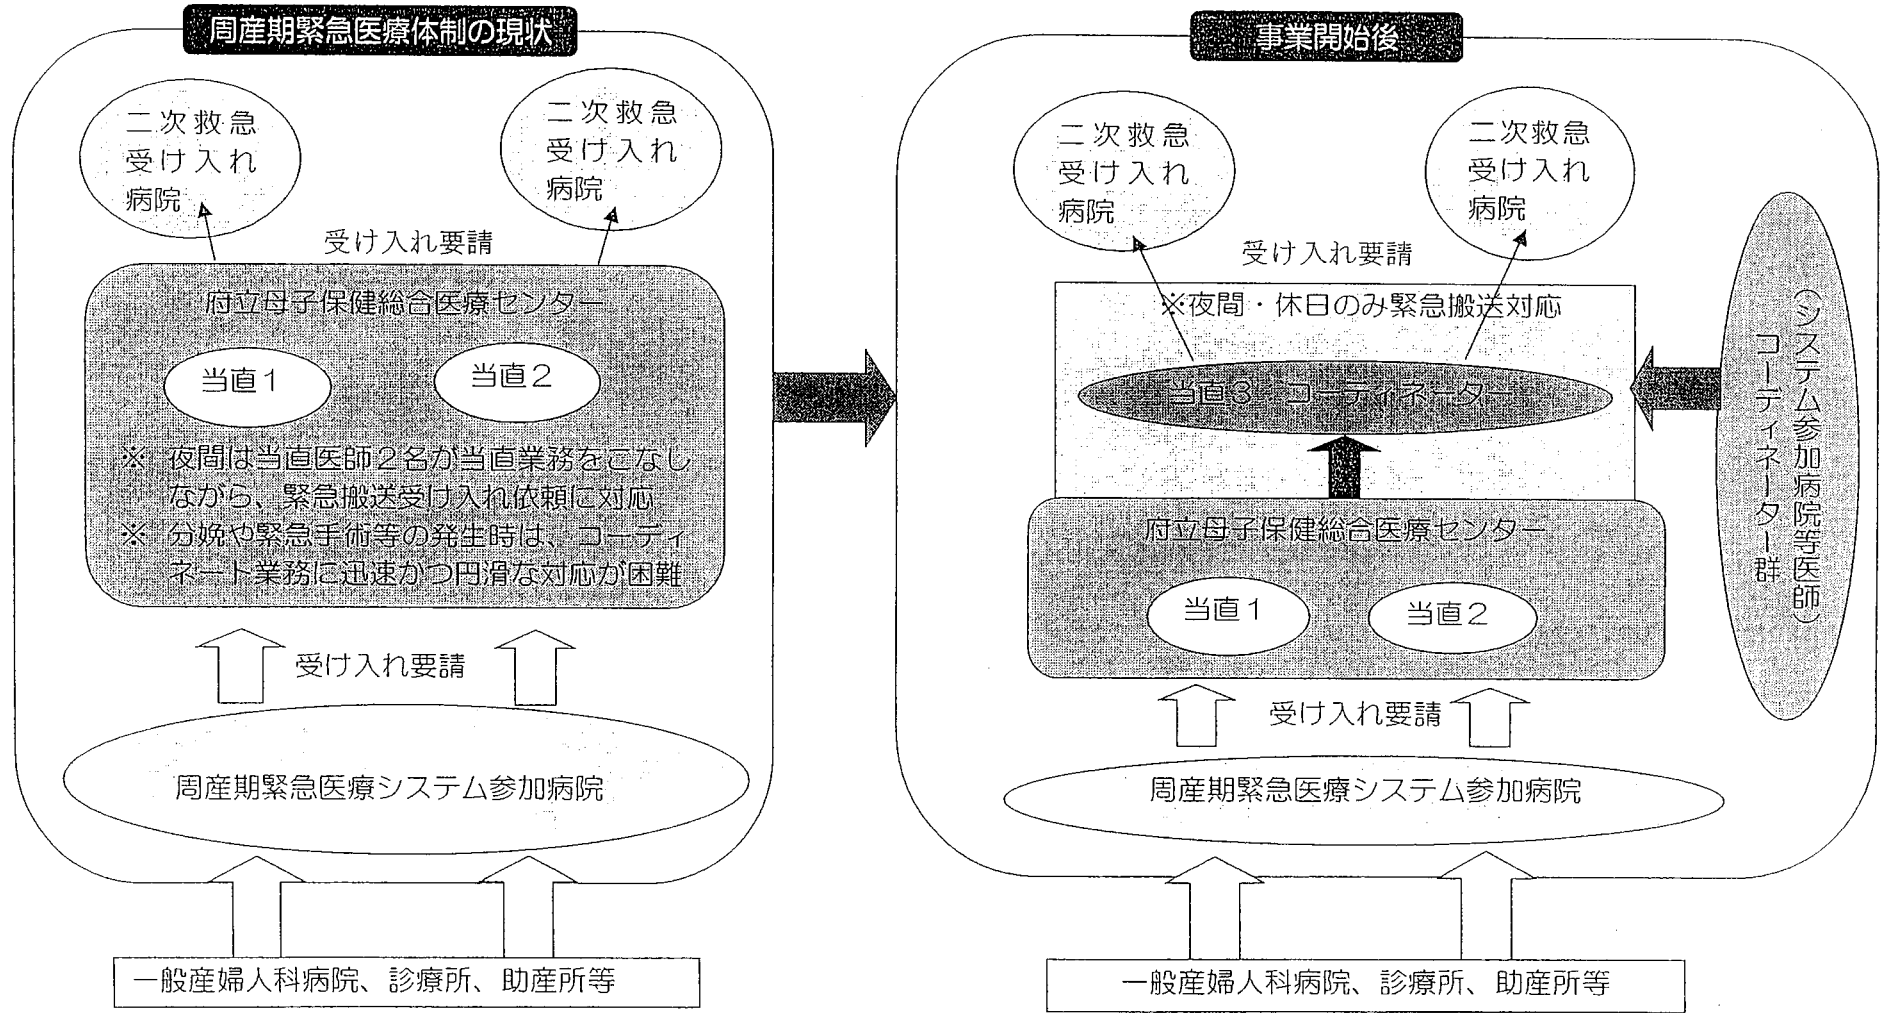 周産期緊急医療体制の現状
二次救急
受け入れ
病院
二次救急
受け入れ
病院
受け入れ要請
府立母子保健総合医療センター
当直1
当直2
※ 夜間は当直医師2名が当直業務をこなし
ながら、緊急搬送受け入れ依頼に対応
※ 分娩や緊急手術等の発生時は、コーディ
ネート業務に迅速かつ円滑な対応が困難
受け入れ要請
周産期緊急医療システム参加病院
一般産婦人科病院、診療所、助産所等
事業開始後
二次救急
受け入れ
病院
二次救急
受け入れ
病院
受け入れ要請
※夜間・休日のみ緊急搬送対応
当直3 コーディネーター
府立母子保健総合医療センター
当直1
当直2
受け入れ要請
周産期緊急医療システム参加病院
一般産婦人科病院、診療所、助産所等
(システム参加病院等医師)
コーディネーター群